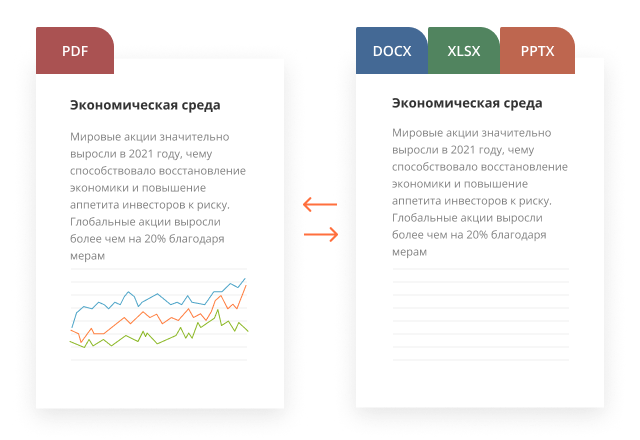 PDF
Экономическая среда
Мировые акции значительно
выросли в 2021 году, чему
способствовало восстановление
экономики и повышение
аппетита инвесторов к риску.
Глобальные акции выросли
более чем на 20% благодаря
мерам
DOCX XLSX PPTX
Экономическая среда
Мировые акции значительно
выросли в 2021 году, чему
способствовало восстановление
экономики и повышение
аппетита инвесторов к риску.
Глобальные акции выросли
более чем на 20% благодаря
мерам